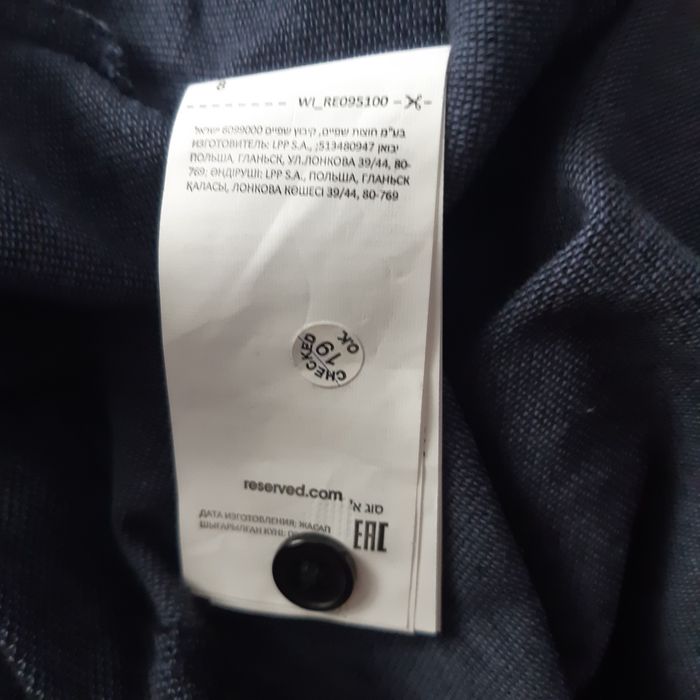 8
WI_RE095100
בע"מ חוצות שפיים, קיבוץ שפיים 6099000 ישראל
ИЗГОТОВИТЕЛЬ: LPP S.A., ;513480947 יבואן
ПОЛЬША, ГДАНЬСК, УЛ.ЛОНКОВА 39/44, 80-
769; ӨНДІРУШІ: LPP S.A., ПОЛЬША, ГДАНЬСК
ҚАЛАСЫ, ЛОНКОВА КӨШЕСІ 39/44, 80-769
CHECKED
19
O.K.
reserved.com
סוג א'
ДАТА ИЗГОТОВЛЕНИЯ: ЖАСАП
ШЫҒАРЫЛҒАН КҮНІ:
EAC